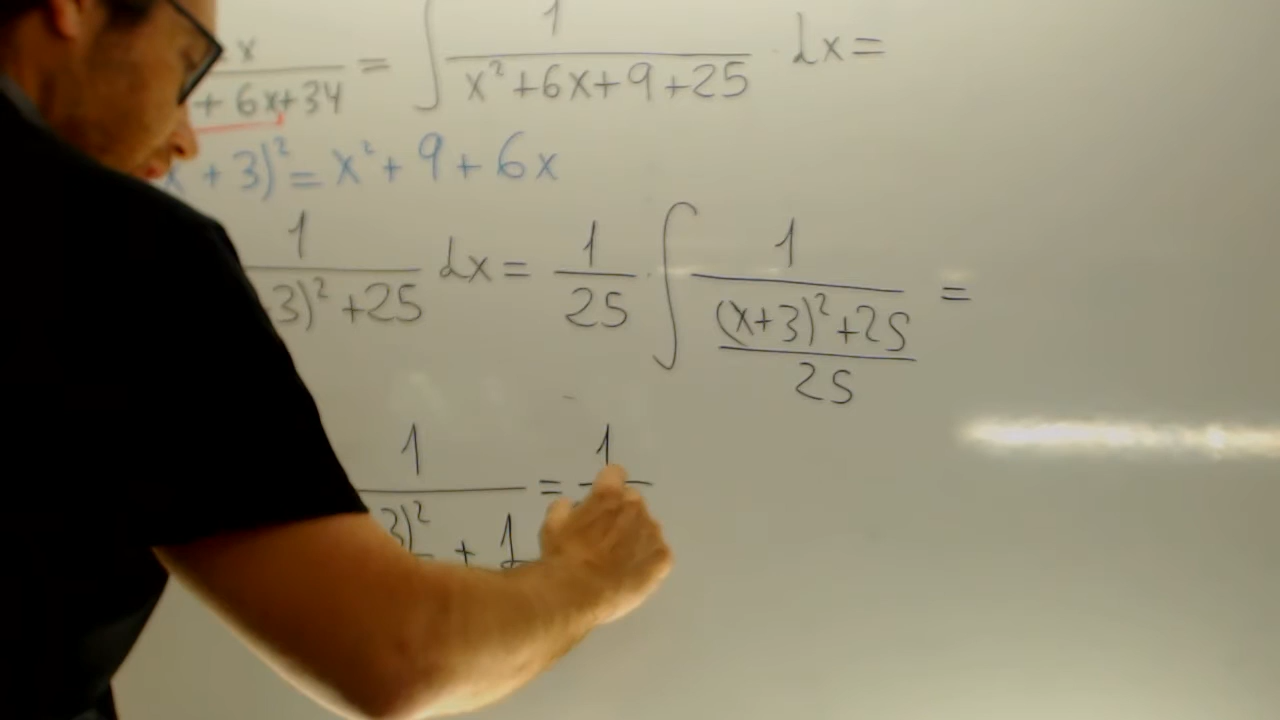 x / + 6x+34 = ∫ 1 / x²+6x+9+25 · dx=
x +3)² = x² + 9 + 6x
1 / 3)²+25 dx = 1/25 · ∫ 1 / (x+3)²+25 / 25 =
1 / 3)² + 1 = 1